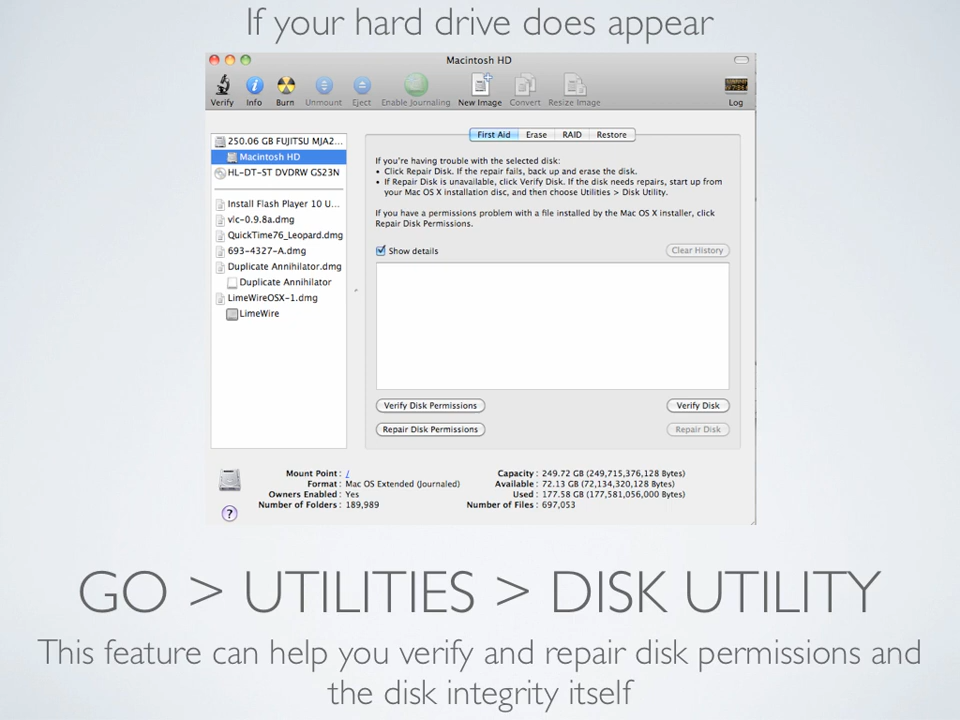 If your hard drive does appear
Macintosh HD
Verify Info Burn Unmount Eject Enable Journaling New Image Convert Resize Image Log
250.06 GB FUJITSU MJA2...
Macintosh HD
HL-DT-ST DVDRW GS23N
Install Flash Player 10 U...
vlc-0.9.8a.dmg
QuickTime76_Leopard.dmg
693-4327-A.dmg
Duplicate Annihilator.dmg
Duplicate Annihilator
LimeWireOSX-1.dmg
LimeWire
First Aid Erase RAID Restore
If you're having trouble with the selected disk:
• Click Repair Disk. If the repair fails, back up and erase the disk.
• If Repair Disk is unavailable, click Verify Disk. If the disk needs repairs, start up from
your Mac OS X installation disc, and then choose Utilities > Disk Utility.
If you have a permissions problem with a file installed by the Mac OS X installer, click
Repair Disk Permissions.
Show details Clear History
Verify Disk Permissions Verify Disk
Repair Disk Permissions Repair Disk
Mount Point : / Capacity : 249.72 GB (249,715,376,128 Bytes)
Format : Mac OS Extended (Journaled) Available : 72.13 GB (72,134,320,128 Bytes)
Owners Enabled : Yes Used : 177.58 GB (177,581,056,000 Bytes)
Number of Folders : 189,989 Number of Files : 697,053
?
GO > UTILITIES > DISK UTILITY
This feature can help you verify and repair disk permissions and
the disk integrity itself